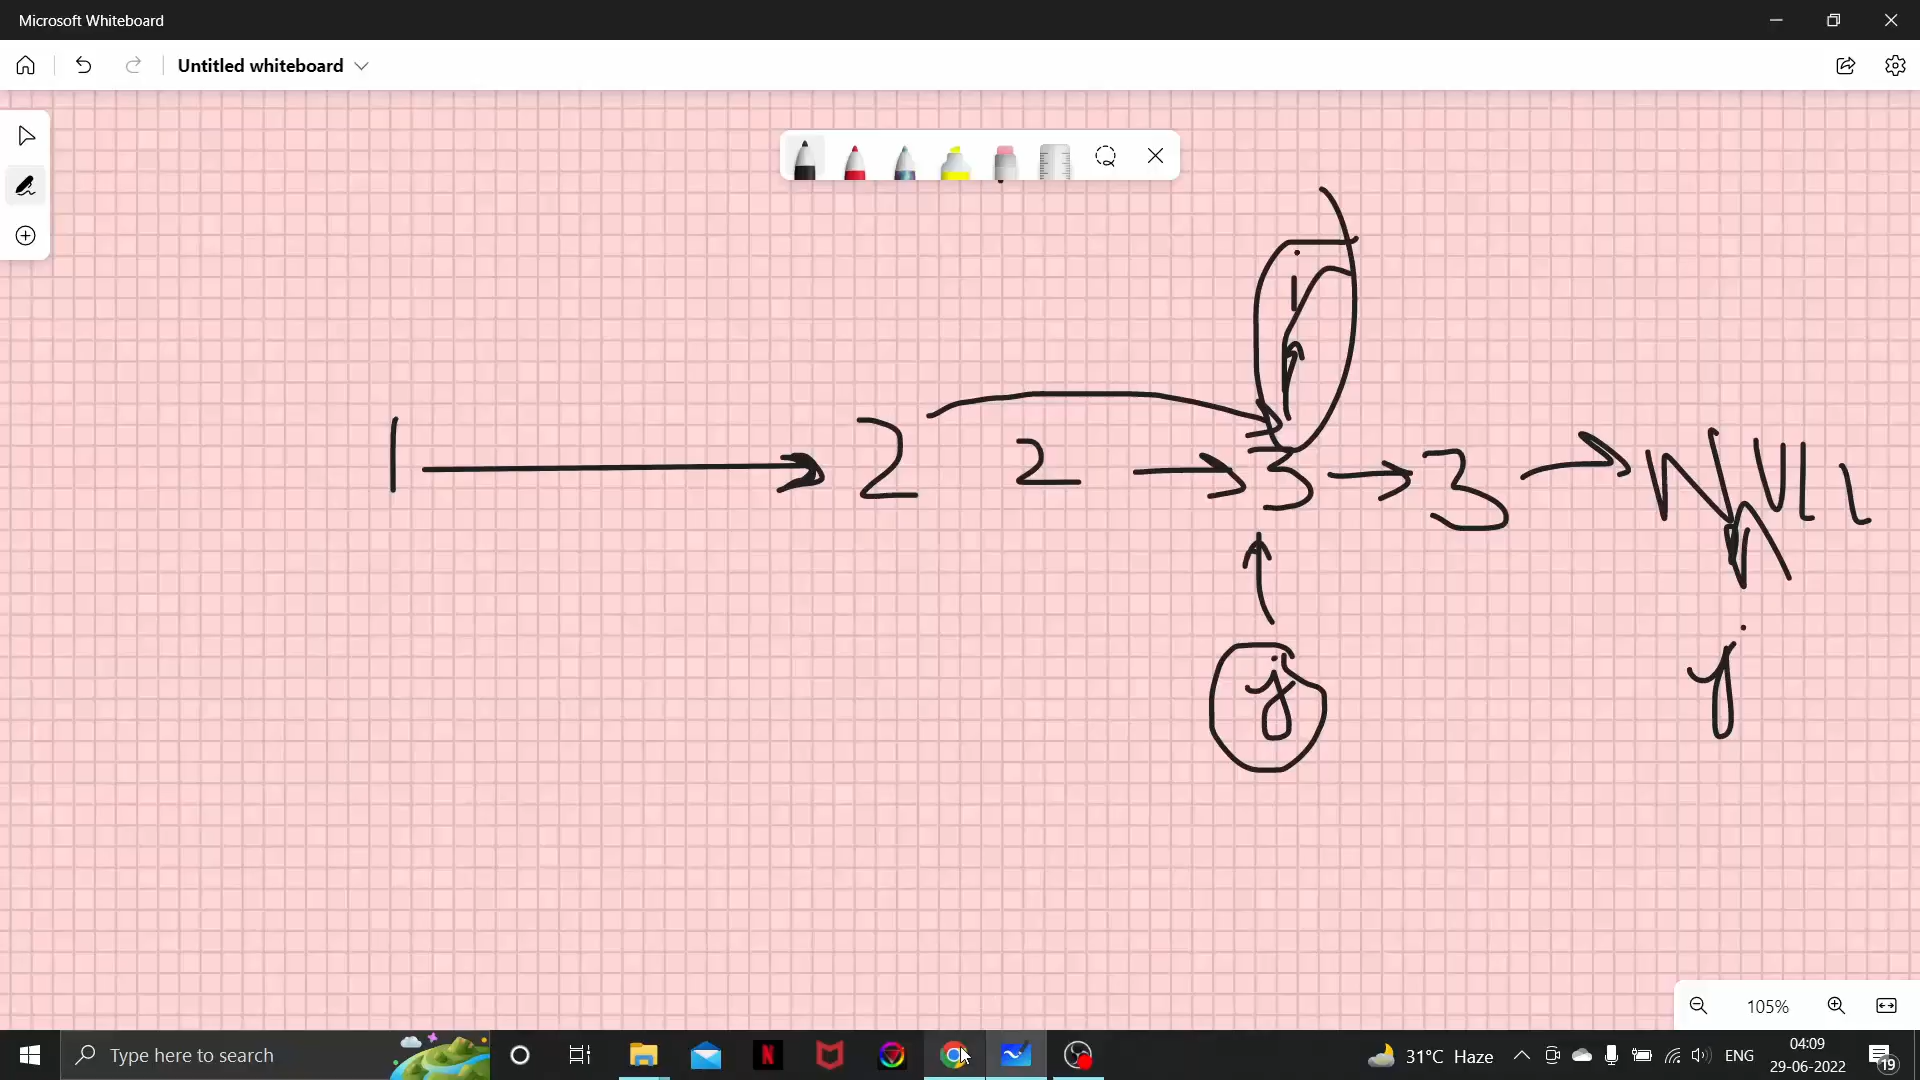 Microsoft Whiteboard
Untitled whiteboard
i
1 2 2 3 3 NULL
j j
105%
Type here to search
31°C Haze
ENG
04:09
29-06-2022
19